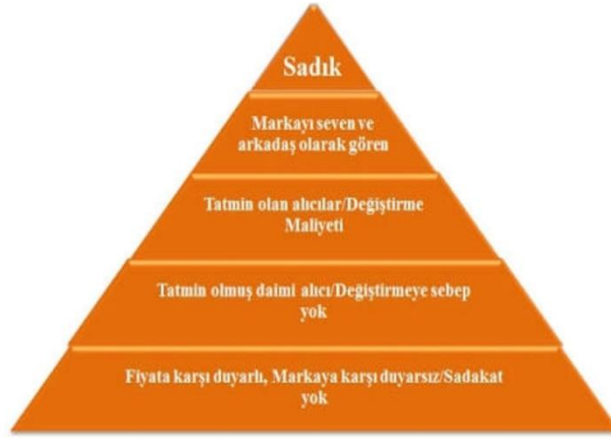 Sadık
Markayı seven ve
arkadaş olarak gören
Tatmin olan alıcılar/Değiştirme
Maliyeti
Tatmin olmuş daimi alıcı/Değiştirmeye sebep
yok
Fiyata karşı duyarlı, Markaya karşı duyarsız/Sadakat
yok